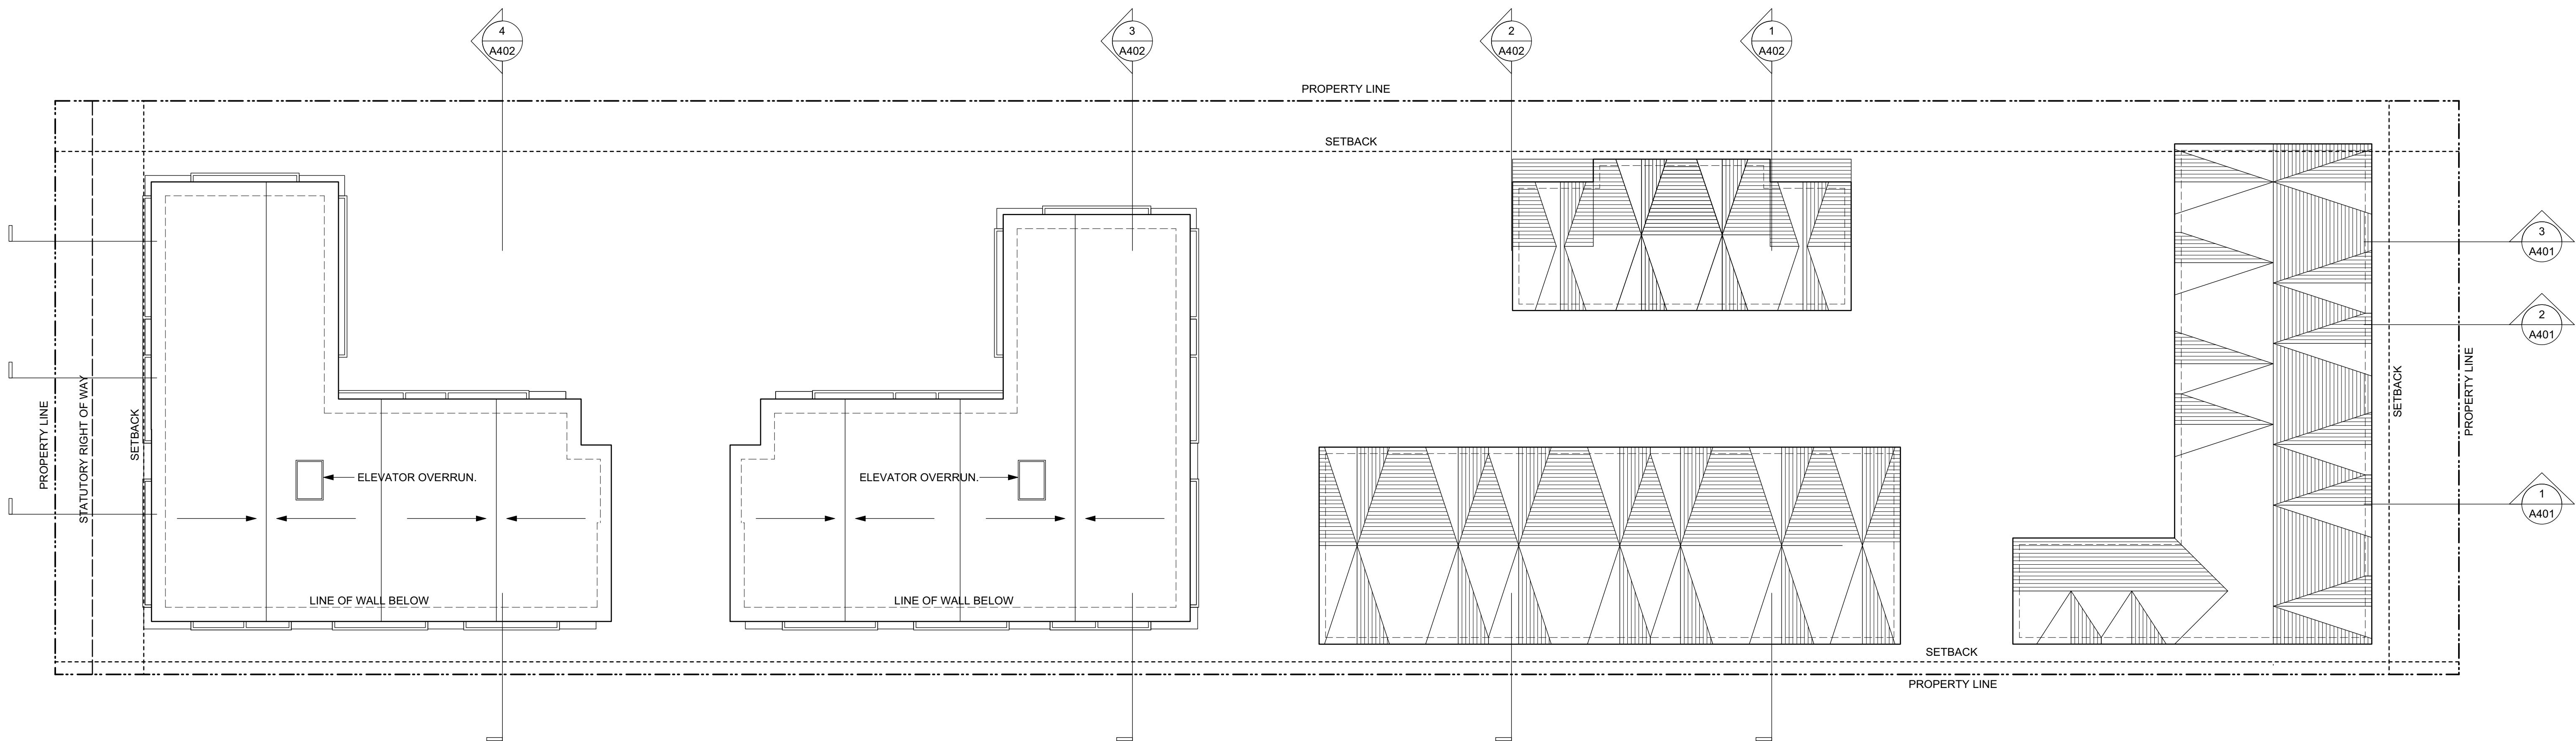 4
A402
3
A402
2
A402
1
A402
PROPERTY LINE
SETBACK
3
A401
2
A401
1
A401
PROPERTY LINE
STATUTORY RIGHT OF WAY
SETBACK
ELEVATOR OVERRUN.
ELEVATOR OVERRUN.
SETBACK
PROPERTY LINE
LINE OF WALL BELOW
LINE OF WALL BELOW
SETBACK
PROPERTY LINE